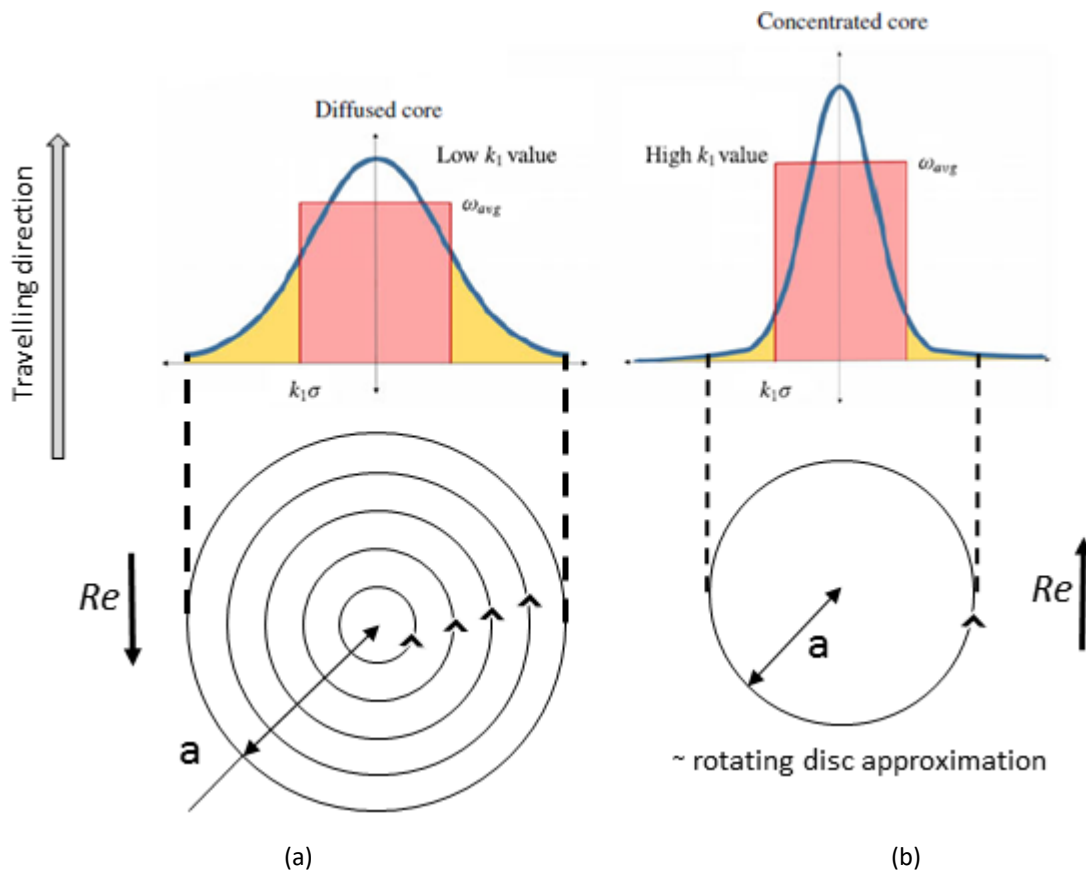 Concentrated core
Diffused core
Low k₁ value
High k₁ value
ωavg
ωavg
Travelling direction
k₁σ
k₁σ
Re
Re
a
a
~ rotating disc approximation
(a)
(b)